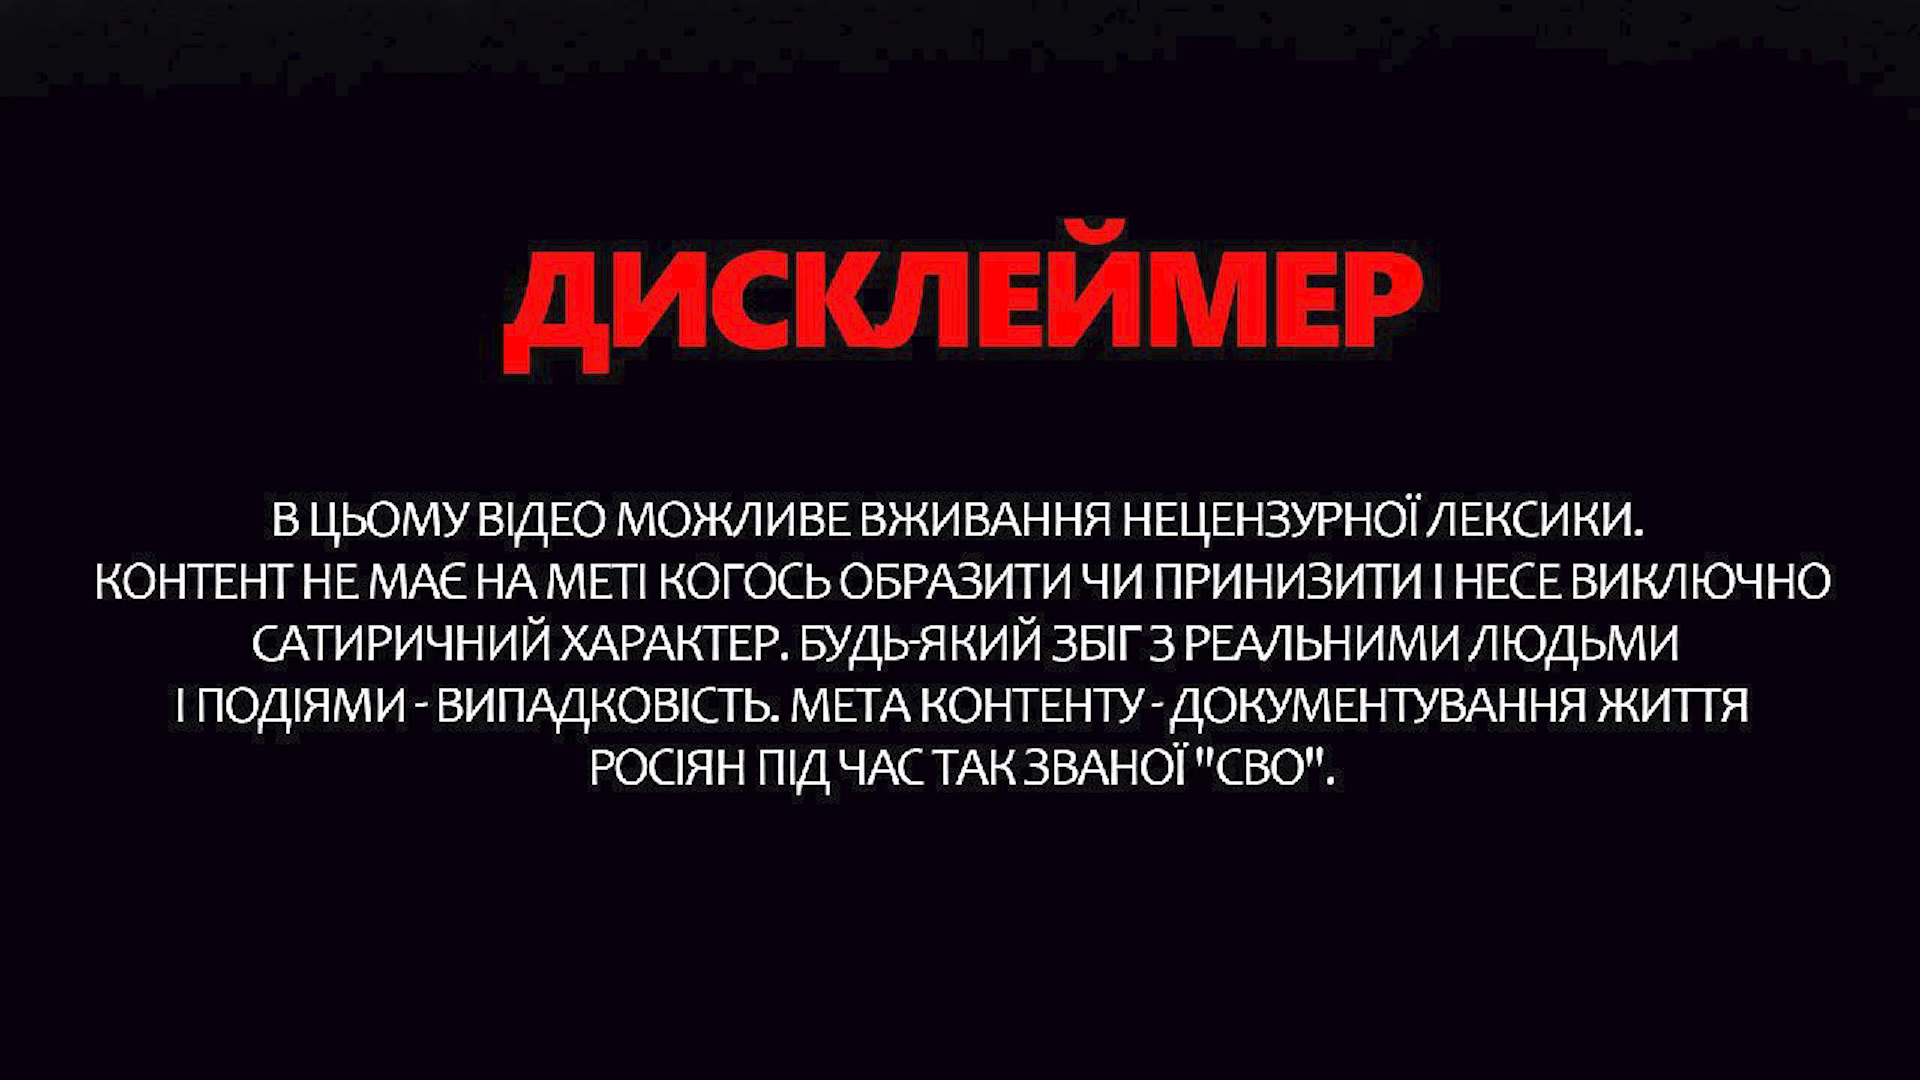 ДИСКЛЕЙМЕР
В ЦЬОМУ ВІДЕО МОЖЛИВЕ ВЖИВАННЯ НЕЦЕНЗУРНОЇ ЛЕКСИКИ.
КОНТЕНТ НЕ МАЄ НА МЕТІ КОГОСЬ ОБРАЗИТИ ЧИ ПРИНИЗИТИ І НЕСЕ ВИКЛЮЧНО
САТИРИЧНИЙ ХАРАКТЕР. БУДЬ-ЯКИЙ ЗБІГ З РЕАЛЬНИМИ ЛЮДЬМИ
І ПОДІЯМИ - ВИПАДКОВІСТЬ. МЕТА КОНТЕНТУ - ДОКУМЕНТУВАННЯ ЖИТТЯ
РОСІЯН ПІД ЧАС ТАК ЗВАНОЇ "СВО".